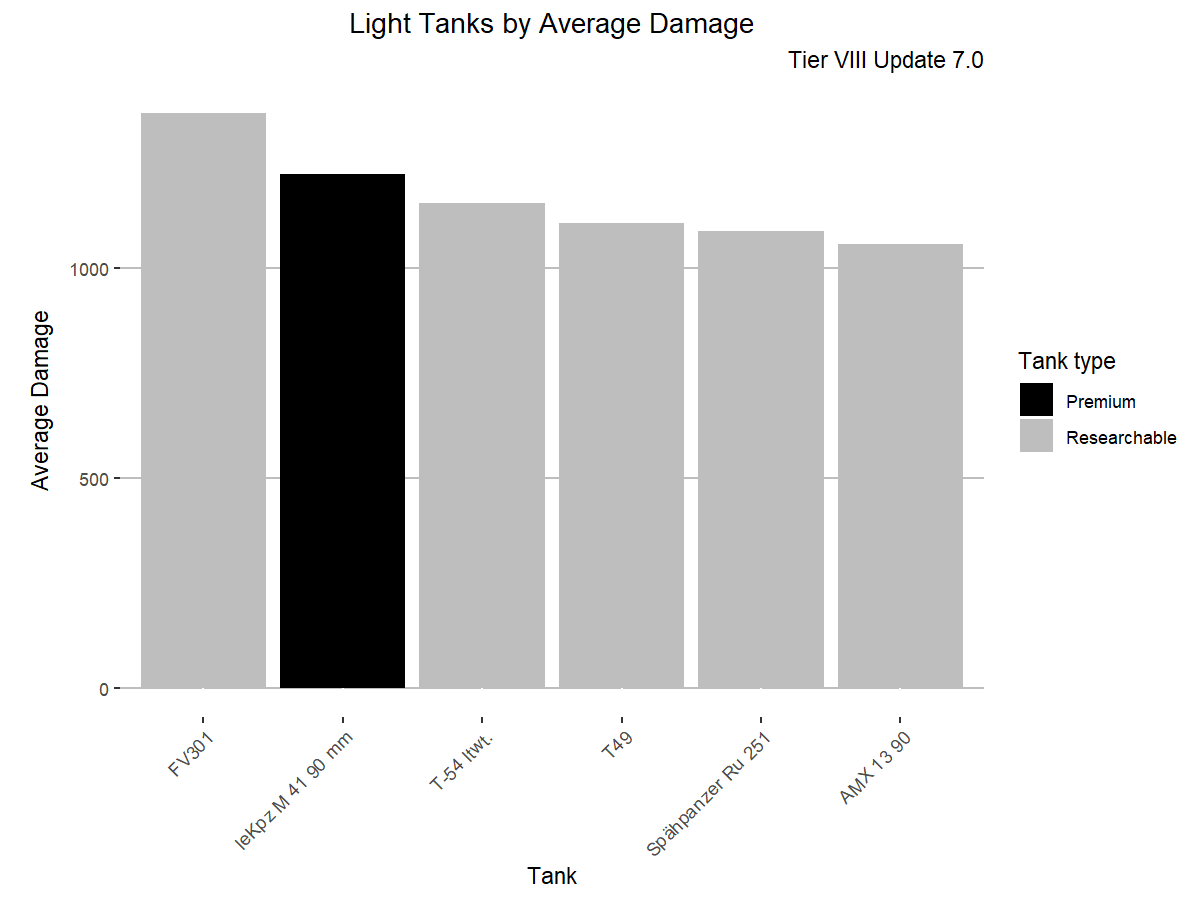 Light Tanks by Average Damage
Tier VIII Update 7.0
Average Damage
1000
500
0
FV301
leKpz M 41 90 mm
T-54 ltwt.
T49
Spähpanzer Ru 251
AMX 13 90
Tank
Tank type
Premium
Researchable